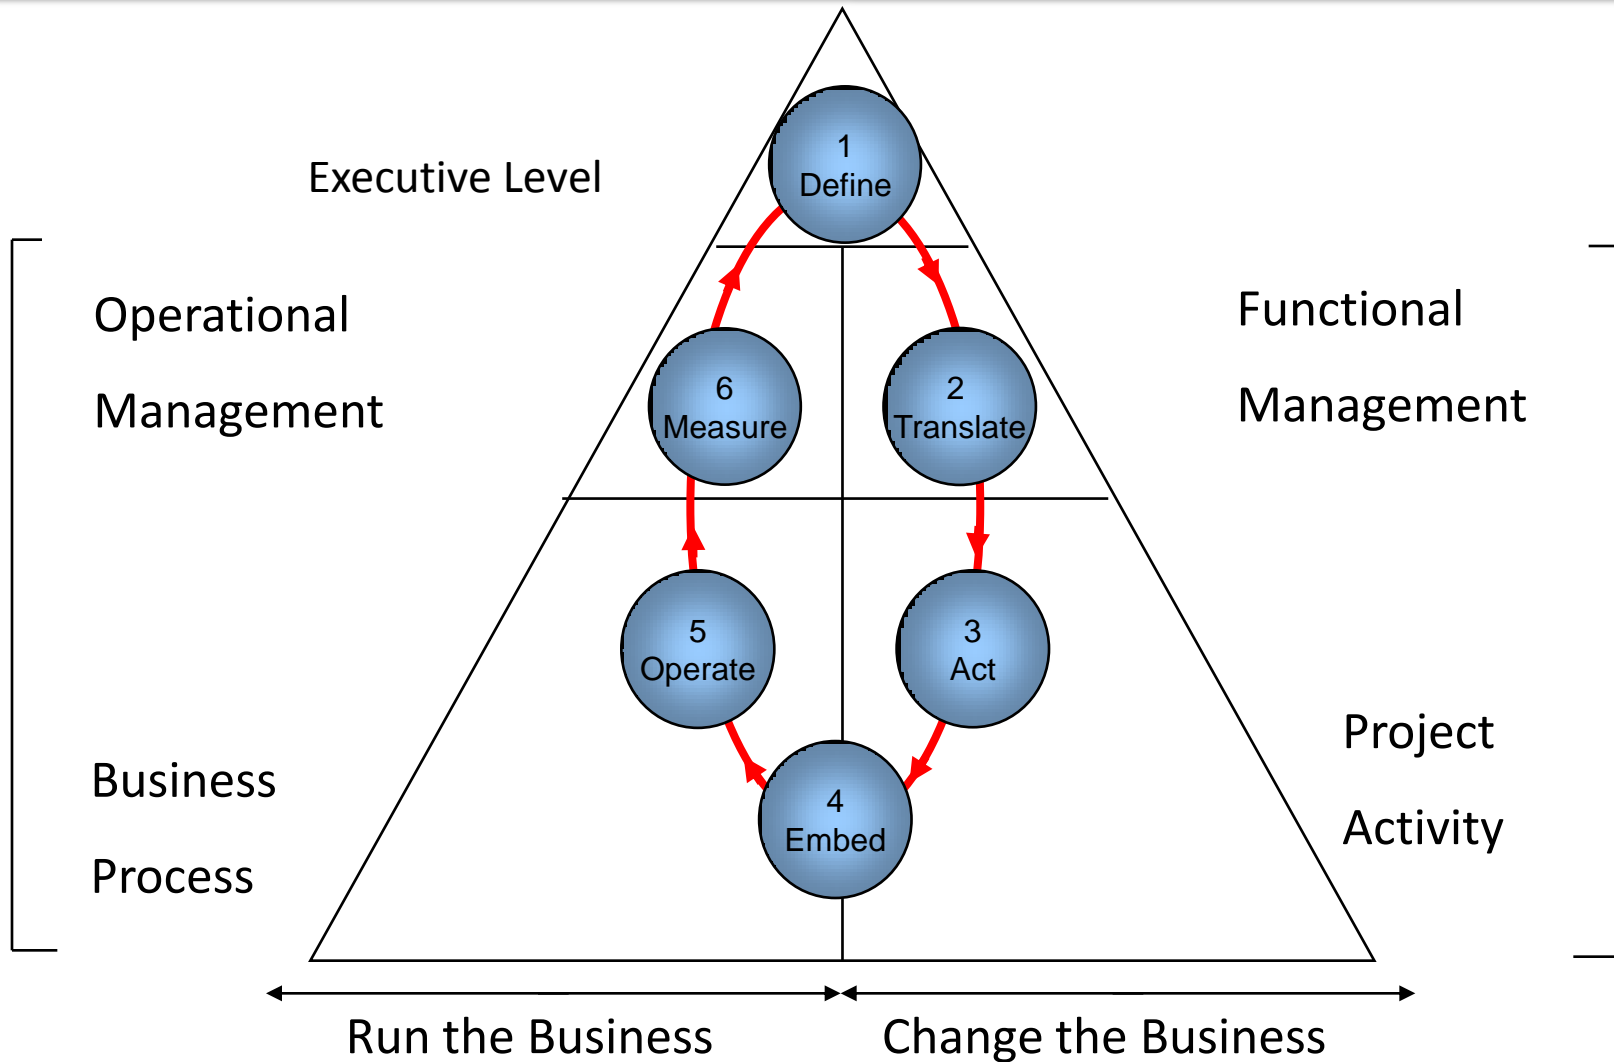 1
Define
Executive Level
Operational
Management
Functional
Management
6
Measure
2
Translate
5
Operate
3
Act
Business
Process
4
Embed
Project
Activity
Run the Business
Change the Business